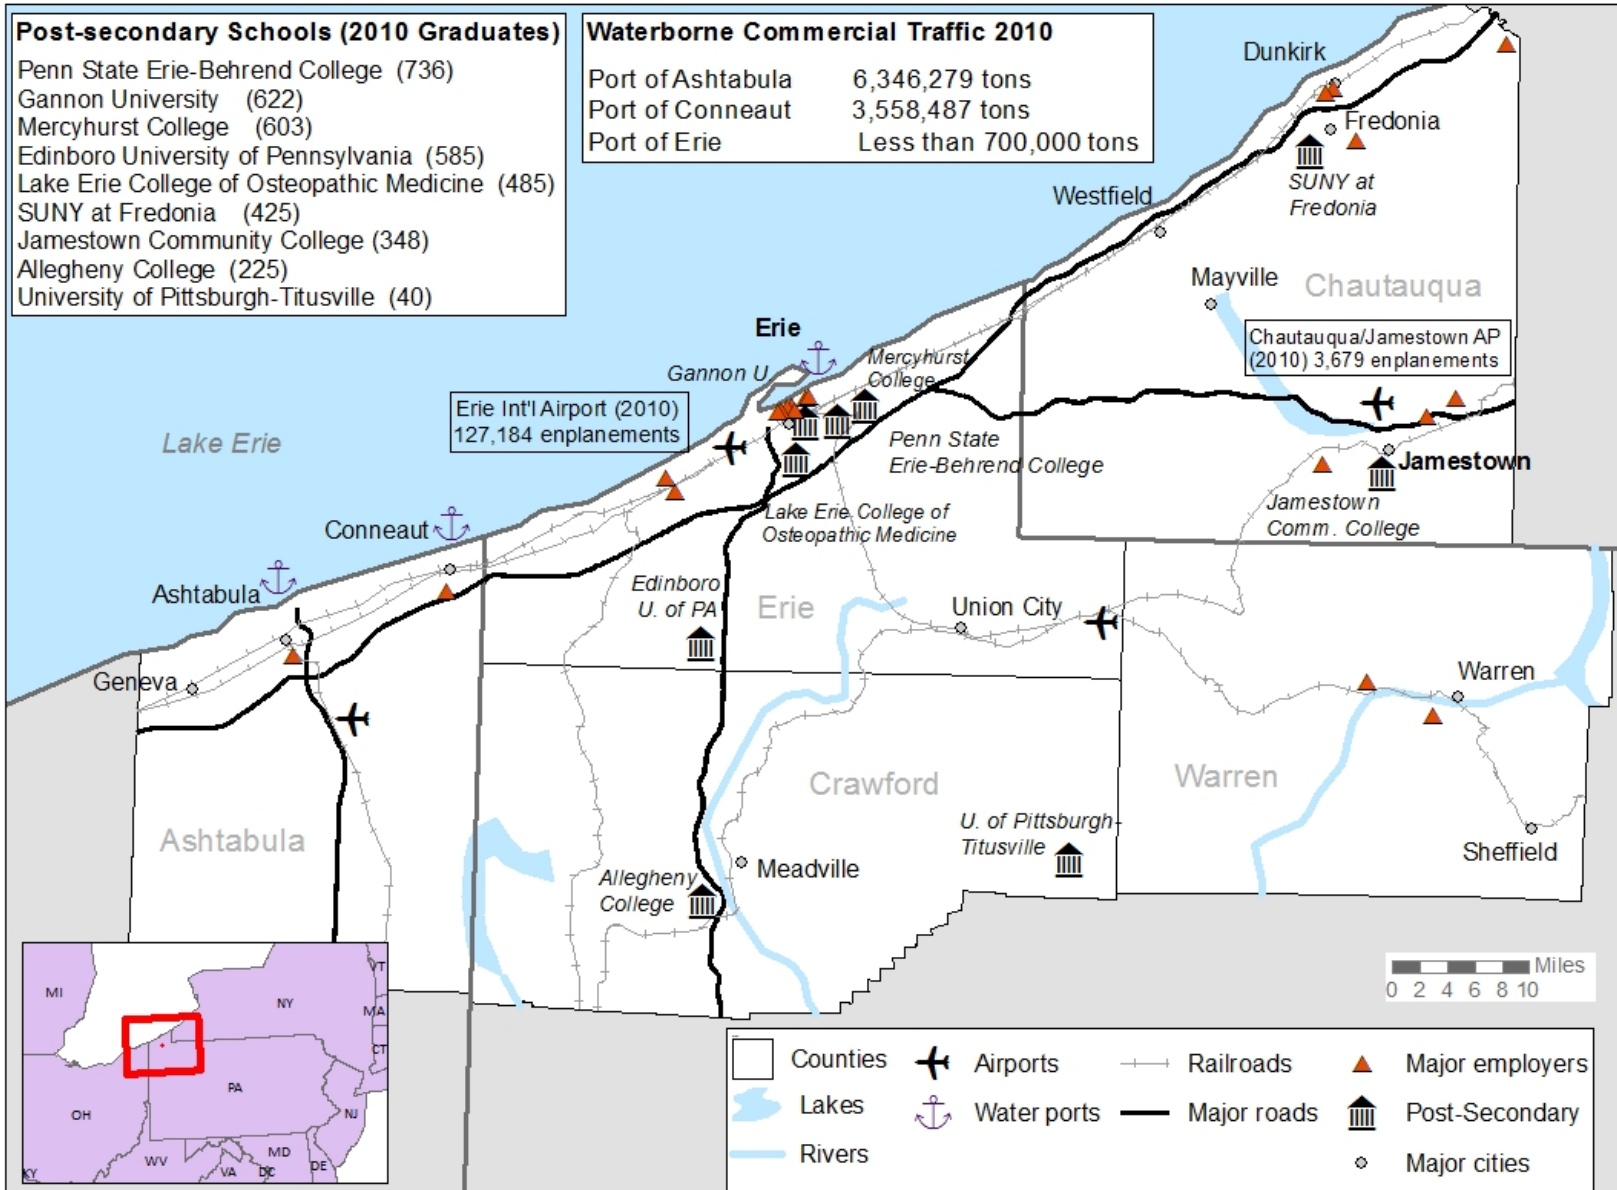 Post-secondary Schools (2010 Graduates)
Penn State Erie-Behrend College (736)
Gannon University (622)
Mercyhurst College (603)
Edinboro University of Pennsylvania (585)
Lake Erie College of Osteopathic Medicine (485)
SUNY at Fredonia (425)
Jamestown Community College (348)
Allegheny College (225)
University of Pittsburgh-Titusville (40)
Waterborne Commercial Traffic 2010
Port of Ashtabula 6,346,279 tons
Port of Conneaut 3,558,487 tons
Port of Erie Less than 700,000 tons
Dunkirk
Fredonia
SUNY at
Fredonia
Westfield
Mayville
Chautauqua
Chautauqua/Jamestown AP
(2010) 3,679 enplanements
Erie
Gannon U
Mercyhurst
College
Erie Int'l Airport (2010)
127,184 enplanements
Lake Erie
Penn State
Erie-Behrend College
Jamestown
Jamestown
Comm. College
Lake Erie College of
Osteopathic Medicine
Conneaut
Ashtabula
Edinboro
U. of PA
Erie
Union City
Geneva
Warren
Warren
Crawford
Ashtabula
U. of Pittsburgh-
Titusville
Sheffield
Meadville
Allegheny
College
Miles
0 2 4 6 8 10
MI
NY
VT
MA
CT
PA
OH
NJ
WV
MD
VA
DC
DE
KY
Counties
Airports
Railroads
Major employers
Lakes
Water ports
Major roads
Post-Secondary
Rivers
Major cities